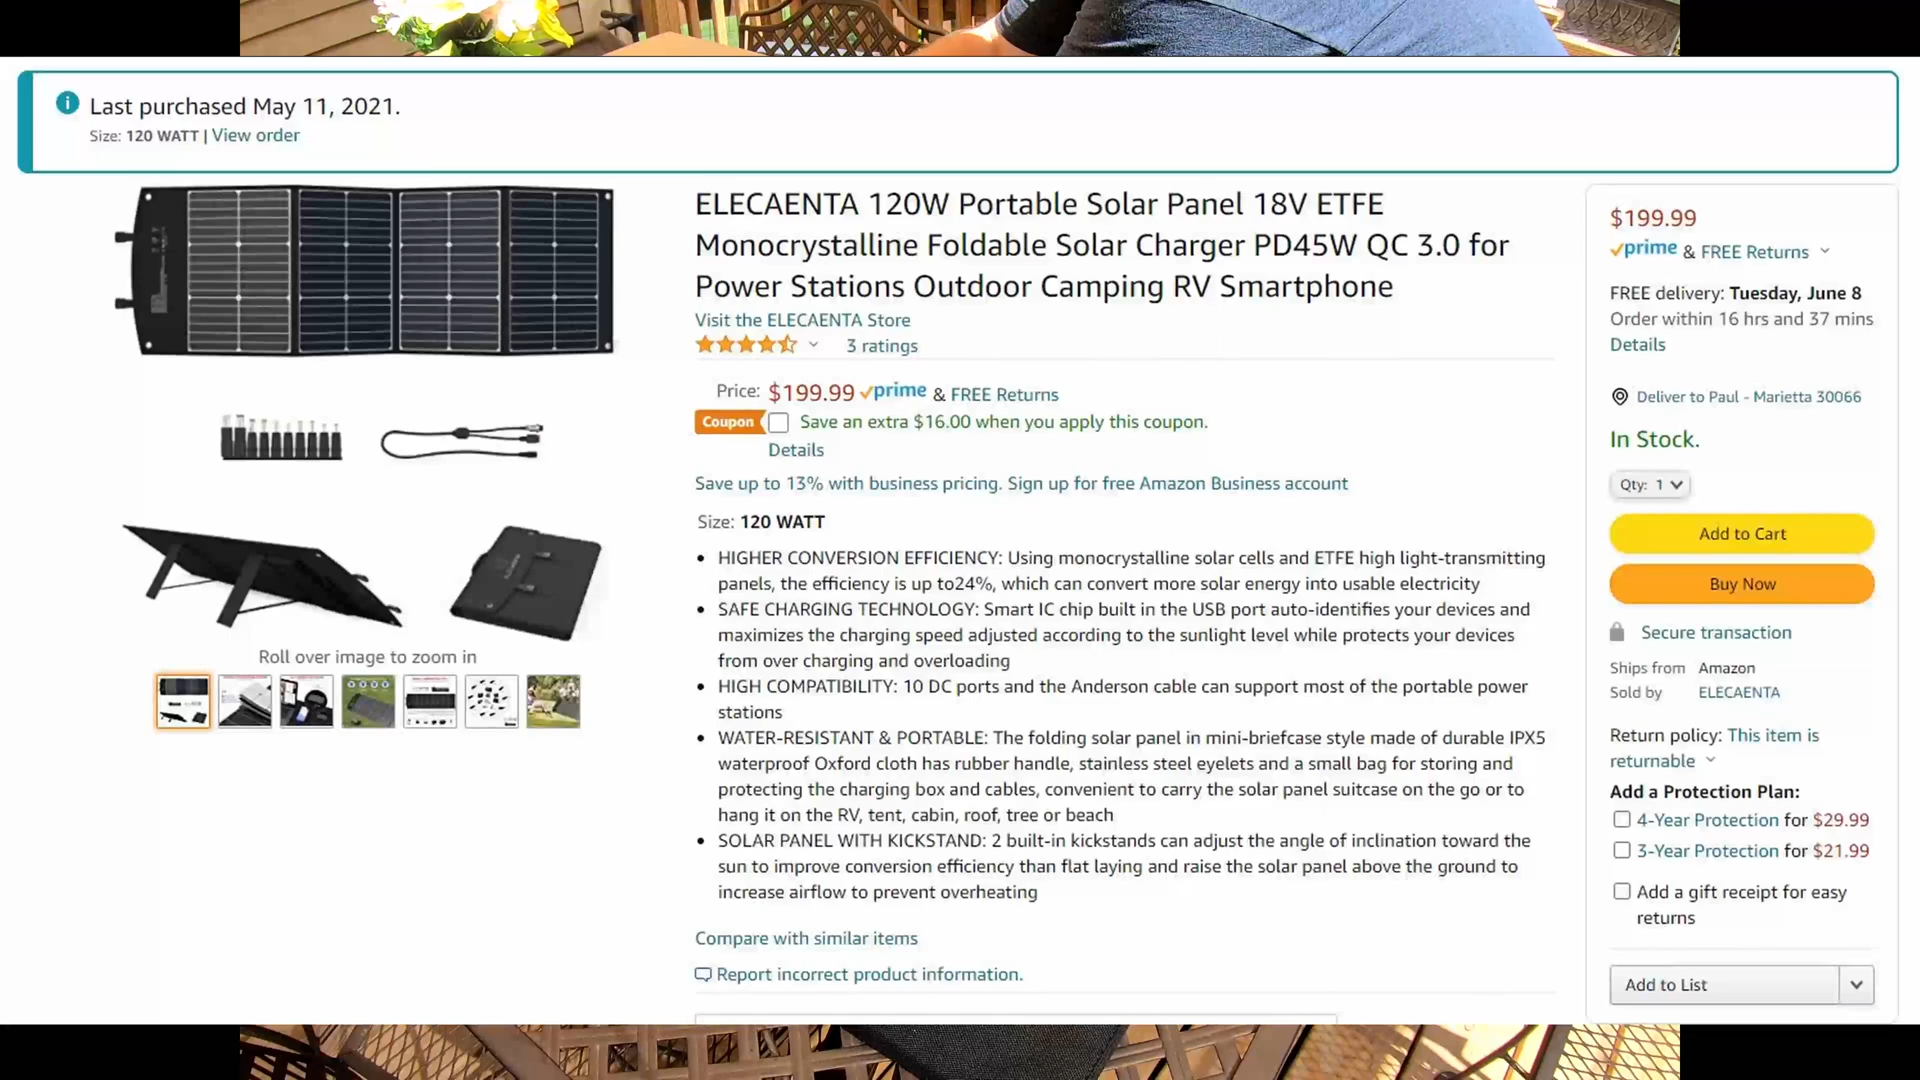 Last purchased May 11, 2021.
Size: 120 WATT | View order
ELECAENTA 120W Portable Solar Panel 18V ETFE
Monocrystalline Foldable Solar Charger PD45W QC 3.0 for
Power Stations Outdoor Camping RV Smartphone
Visit the ELECAENTA Store
3 ratings
Price: $199.99 prime & FREE Returns
Coupon Save an extra $16.00 when you apply this coupon.
Details
Save up to 13% with business pricing. Sign up for free Amazon Business account
Size: 120 WATT
• HIGHER CONVERSION EFFICIENCY: Using monocrystalline solar cells and ETFE high light-transmitting
panels, the efficiency is up to24%, which can convert more solar energy into usable electricity
• SAFE CHARGING TECHNOLOGY: Smart IC chip built in the USB port auto-identifies your devices and
maximizes the charging speed adjusted according to the sunlight level while protects your devices
from over charging and overloading
• HIGH COMPATIBILITY: 10 DC ports and the Anderson cable can support most of the portable power
stations
• WATER-RESISTANT & PORTABLE: The folding solar panel in mini-briefcase style made of durable IPX5
waterproof Oxford cloth has rubber handle, stainless steel eyelets and a small bag for storing and
protecting the charging box and cables, convenient to carry the solar panel suitcase on the go or to
hang it on the RV, tent, cabin, roof, tree or beach
• SOLAR PANEL WITH KICKSTAND: 2 built-in kickstands can adjust the angle of inclination toward the
sun to improve conversion efficiency than flat laying and raise the solar panel above the ground to
increase airflow to prevent overheating
Compare with similar items
Report incorrect product information.
Roll over image to zoom in
$199.99
prime & FREE Returns
FREE delivery: Tuesday, June 8
Order within 16 hrs and 37 mins
Details
Deliver to Paul - Marietta 30066
In Stock.
Qty: 1
Add to Cart
Buy Now
Secure transaction
Ships from Amazon
Sold by ELECAENTA
Return policy: This item is
returnable
Add a Protection Plan:
4-Year Protection for $29.99
3-Year Protection for $21.99
Add a gift receipt for easy
returns
Add to List